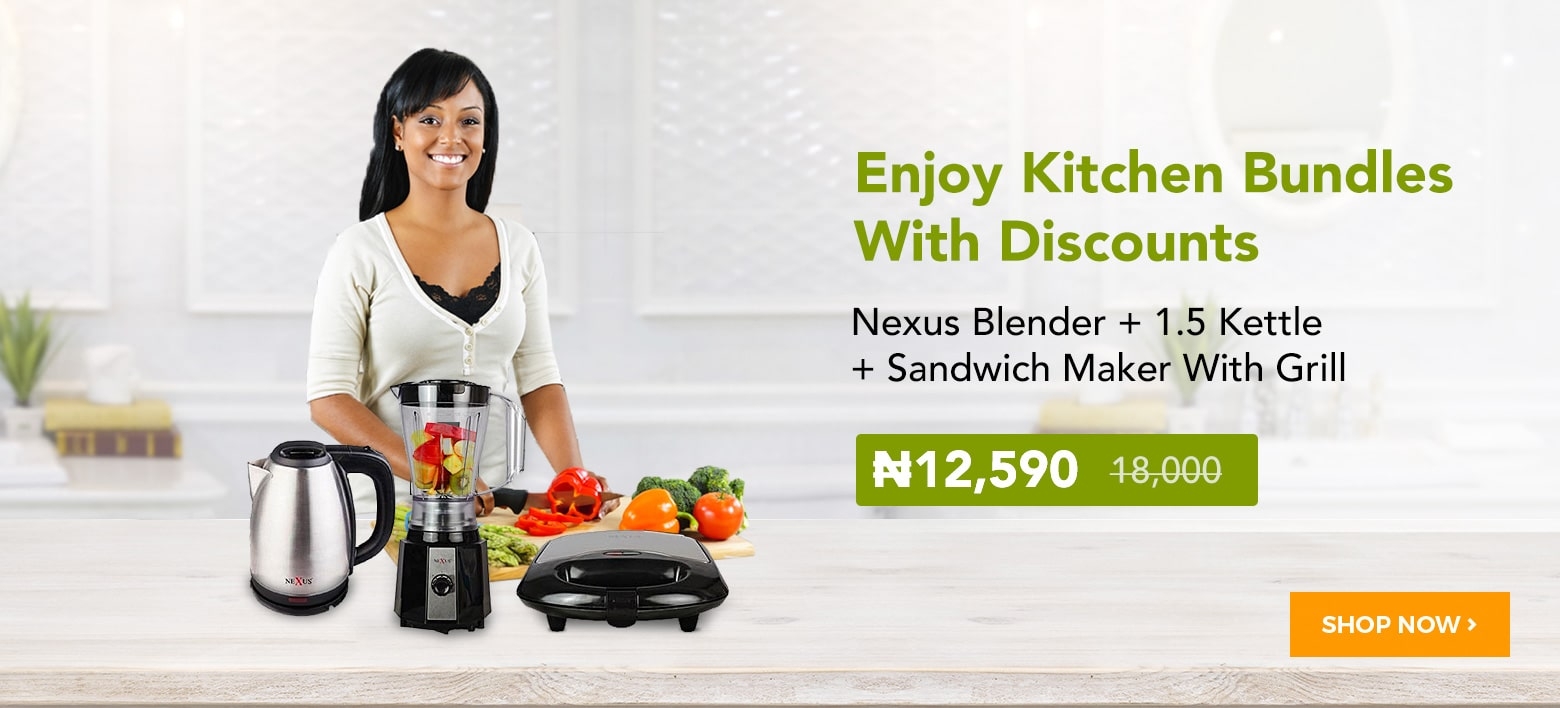 Enjoy Kitchen Bundles
With Discounts
Nexus Blender + 1.5 Kettle
+ Sandwich Maker With Grill
₦12,590 18,000
NEXUS
NEXUS
SHOP NOW ›